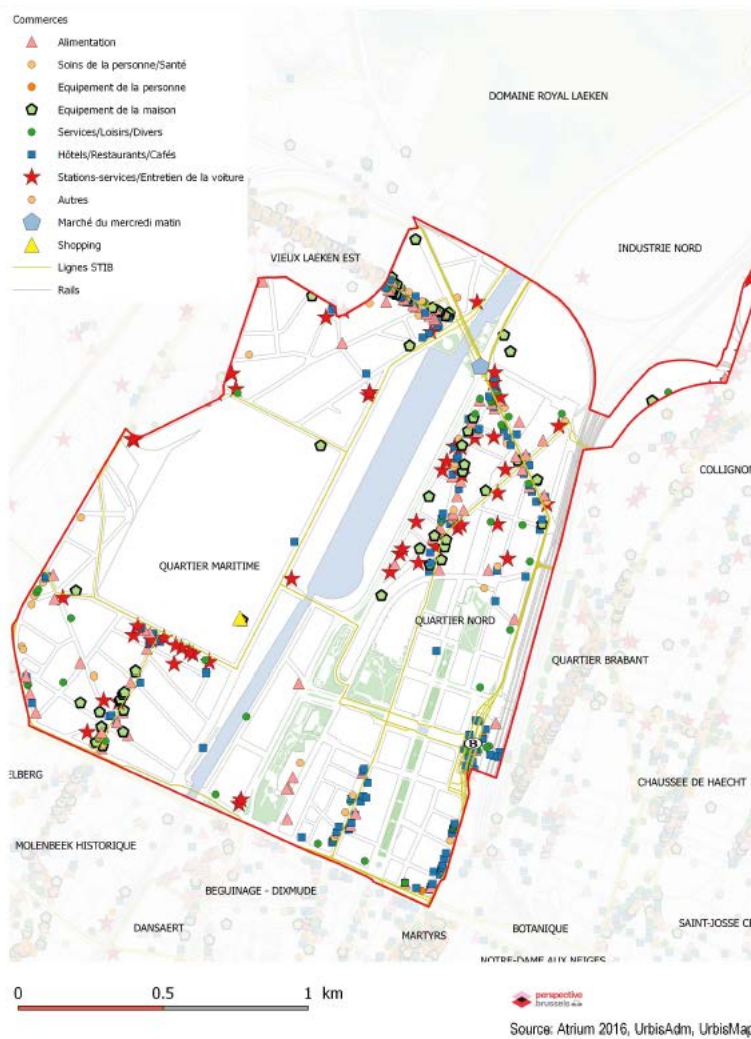 Commerces
Alimentation
Soins de la personne/Santé
Equipement de la personne
Equipement de la maison
Services/Loisirs/Divers
Hôtels/Restaurants/Cafés
Stations-services/Entretien de la voiture
Autres
Marché du mercredi matin
Shopping
Lignes STIB
Rails
DOMAINE ROYAL LAEKEN
VIEUX LAEKEN EST
INDUSTRIE NORD
COLLIGNON
QUARTIER MARITIME
QUARTIER NORD
QUARTIER BRABANT
B
ELBERG
CHAUSSEE DE HAECHT
MOLENBEEK HISTORIQUE
BEGUINAGE - DIXMUDE
DANSAERT
MARTYRS
BOTANIQUE
SAINT-JOSSE CE
NOTRE-DAME AUX NEIGES
0 0.5 1 km
perspective
brussels
Source: Atrium 2016, UrbisAdm, UrbisMap